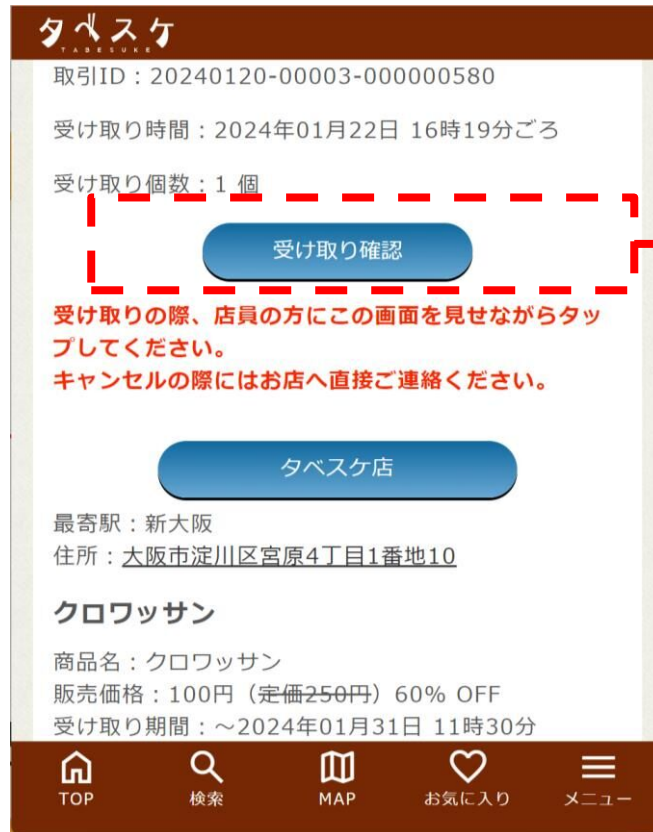 タベスケ
TABESUKE
取引ID：20240120-00003-000000580
受け取り時間：2024年01月22日 16時19分ごろ
受け取り個数：1 個
受け取り確認
受け取りの際、店員の方にこの画面を見せながらタッ
プしてください。
キャンセルの際にはお店へ直接ご連絡ください。
タベスケ店
最寄駅：新大阪
住所：大阪市淀川区宮原4丁目1番地10
クロワッサン
商品名：クロワッサン
販売価格：100円（定価250円）60% OFF
受け取り期間：～2024年01月31日 11時30分
TOP 検索 MAP お気に入り メニュー